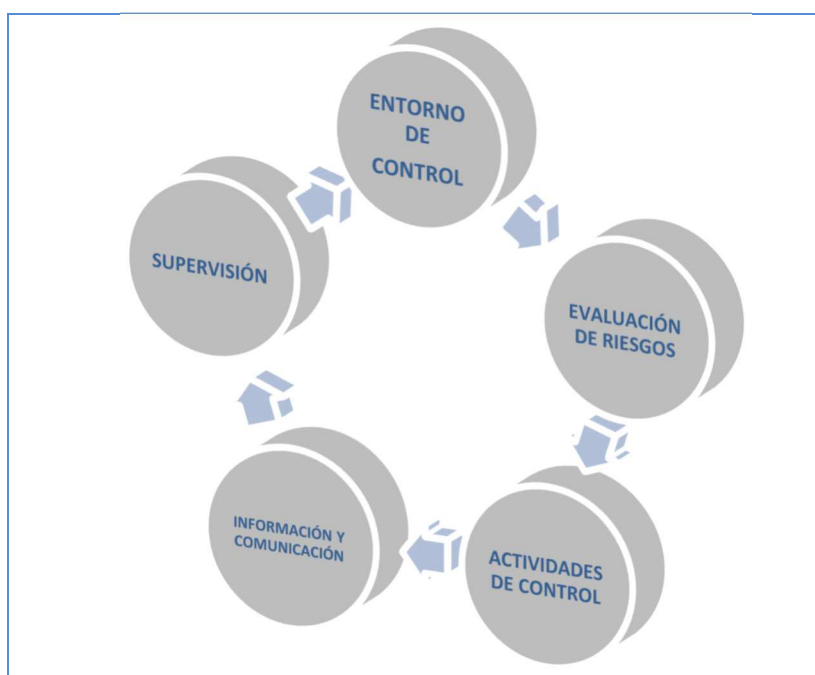 ENTORNO
DE
CONTROL
EVALUACIÓN
DE RIESGOS
ACTIVIDADES
DE CONTROL
INFORMACIÓN Y
COMUNICACIÓN
SUPERVISIÓN